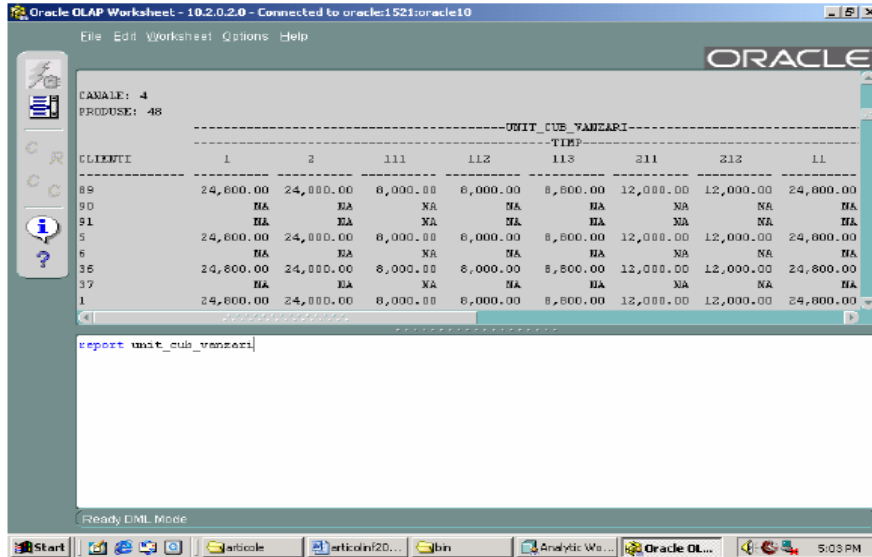 Oracle OLAP Worksheet - 10.2.0.2.0 - Connected to oracle:1521:oracle10
File Edit Worksheet Options Help
ORACLE
CANALE: 4
PRODUSE: 48
UNIT_CUB_VANZARI
TIMP
CLIENTI 1 2 111 112 113 211 212 11
89 24,800.00 24,000.00 8,000.00 8,000.00 8,800.00 12,000.00 12,000.00 24,800.00
90 NA NA NA NA NA NA NA NA
91 NA NA NA NA NA NA NA NA
5 24,800.00 24,000.00 8,000.00 8,000.00 8,800.00 12,000.00 12,000.00 24,800.00
6 NA NA NA NA NA NA NA NA
36 24,800.00 24,000.00 8,000.00 8,000.00 8,800.00 12,000.00 12,000.00 24,800.00
37 NA NA NA NA NA NA NA NA
1 24,800.00 24,000.00 8,000.00 8,000.00 8,800.00 12,000.00 12,000.00 24,800.00
report unit_cub_vanzari
Ready DML Mode
Start articole articolinf20... bin Analytic Wo... Oracle OL... 5:03 PM